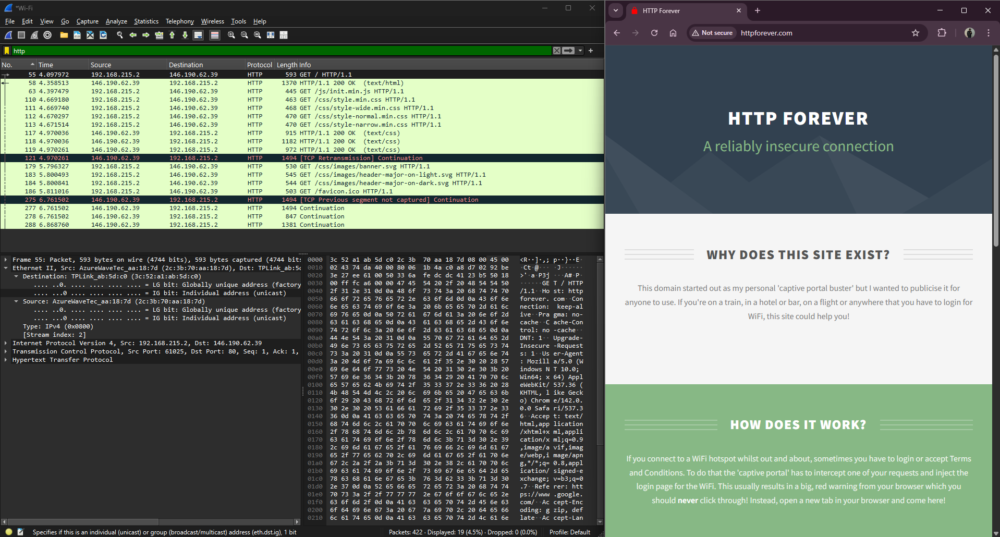 *Wi-Fi
File Edit View Go Capture Analyze Statistics Telephony Wireless Tools Help
http
No. Time Source Destination Protocol Length Info
55 4.097972 192.168.215.2 146.190.62.39 HTTP 593 GET / HTTP/1.1
58 4.358513 146.190.62.39 192.168.215.2 HTTP 1370 HTTP/1.1 200 OK (text/html)
63 4.397479 192.168.215.2 146.190.62.39 HTTP 445 GET /js/init.min.js HTTP/1.1
110 4.669180 192.168.215.2 146.190.62.39 HTTP 463 GET /css/style.min.css HTTP/1.1
111 4.669740 192.168.215.2 146.190.62.39 HTTP 468 GET /css/style-wide.min.css HTTP/1.1
112 4.670297 192.168.215.2 146.190.62.39 HTTP 470 GET /css/style-normal.min.css HTTP/1.1
113 4.671514 192.168.215.2 146.190.62.39 HTTP 470 GET /css/style-narrow.min.css HTTP/1.1
117 4.970036 146.190.62.39 192.168.215.2 HTTP 915 HTTP/1.1 200 OK (text/css)
118 4.970036 146.190.62.39 192.168.215.2 HTTP 1182 HTTP/1.1 200 OK (text/css)
119 4.970261 146.190.62.39 192.168.215.2 HTTP 972 HTTP/1.1 200 OK (text/css)
121 4.970261 146.190.62.39 192.168.215.2 HTTP 1494 [TCP Retransmission] Continuation
179 5.796327 192.168.215.2 146.190.62.39 HTTP 530 GET /css/images/banner.svg HTTP/1.1
183 5.800493 192.168.215.2 146.190.62.39 HTTP 545 GET /css/images/header-major-on-light.svg HTTP/1.1
184 5.800841 192.168.215.2 146.190.62.39 HTTP 544 GET /css/images/header-major-on-dark.svg HTTP/1.1
186 5.811016 192.168.215.2 146.190.62.39 HTTP 503 GET /favicon.ico HTTP/1.1
275 6.761502 146.190.62.39 192.168.215.2 HTTP 1494 [TCP Previous segment not captured] Continuation
277 6.761502 146.190.62.39 192.168.215.2 HTTP 1494 Continuation
278 6.761502 146.190.62.39 192.168.215.2 HTTP 847 Continuation
288 6.868760 146.190.62.39 192.168.215.2 HTTP 1381 Continuation
Frame 55: Packet, 593 bytes on wire (4744 bits), 593 bytes captured (4744 bits
Ethernet II, Src: AzureWaveTec_aa:18:7d (2c:3b:70:aa:18:7d), Dst: TPLink_ab:5d
Destination: TPLink_ab:5d:c0 (3c:52:a1:ab:5d:c0)
.... ..0. .... .... .... .... = LG bit: Globally unique address (factory
.... ...0 .... .... .... .... = IG bit: Individual address (unicast)
Source: AzureWaveTec_aa:18:7d (2c:3b:70:aa:18:7d)
.... ..0. .... .... .... .... = LG bit: Globally unique address (factory
.... ...0 .... .... .... .... = IG bit: Individual address (unicast)
Type: IPv4 (0x0800)
[Stream index: 2]
Internet Protocol Version 4, Src: 192.168.215.2, Dst: 146.190.62.39
Transmission Control Protocol, Src Port: 61025, Dst Port: 80, Seq: 1, Ack: 1,
Hypertext Transfer Protocol
0000 3c 52 a1 ab 5d c0 2c 3b 70 aa 18 7d 08 00 45 00 <R··]·,; p··}··E·
0010 02 43 74 da 40 00 80 06 1b 4a c0 a8 d7 02 92 be ·Ct·@··· ·J······
0020 3e 27 ee 61 00 50 33 6a fe dc dc 41 23 b5 50 18 >'·a·P3j ···A#·P·
0030 00 ff fc a6 00 00 47 45 54 20 2f 20 48 54 54 50 ······GE T / HTTP
0040 2f 31 2e 31 0d 0a 48 6f 73 74 3a 20 68 74 74 70 /1.1··Ho st: http
0050 66 6f 72 65 76 65 72 2e 63 6f 6d 0d 0a 43 6f 6e forever. com··Con
0060 6e 65 63 74 69 6f 6e 3a 20 6b 65 65 70 2d 61 6c nection: keep-al
0070 69 76 65 0d 0a 50 72 61 67 6d 61 3a 20 6e 6f 2d ive··Pra gma: no-
0080 63 61 63 68 65 0d 0a 43 61 63 68 65 2d 43 6f 6e cache··C ache-Con
0090 74 72 6f 6c 3a 20 6e 6f 2d 63 61 63 68 65 0d 0a trol: no -cache··
00a0 44 4e 54 3a 20 31 0d 0a 55 70 67 72 61 64 65 2d DNT: 1·· Upgrade-
00b0 49 6e 73 65 63 75 72 65 2d 52 65 71 75 65 73 74 Insecure -Request
00c0 73 3a 20 31 0d 0a 55 73 65 72 2d 41 67 65 6e 74 s: 1··Us er-Agent
00d0 3a 20 4d 6f 7a 69 6c 6c 61 2f 35 2e 30 20 28 57 : Mozill a/5.0 (W
00e0 69 6e 64 6f 77 73 20 4e 54 20 31 30 2e 30 3b 20 indows N T 10.0;
00f0 57 69 6e 36 34 3b 20 78 36 34 29 20 41 70 70 6c Win64; x 64) Appl
0100 65 57 65 62 4b 69 74 2f 35 33 37 2e 33 36 20 28 eWebKit/ 537.36 (
0110 4b 48 54 4d 4c 2c 20 6c 69 6b 65 20 47 65 63 6b KHTML, l ike Geck
0120 6f 29 20 43 68 72 6f 6d 65 2f 31 34 32 2e 30 2e o) Chrom e/142.0.
0130 30 2e 30 20 53 61 66 61 72 69 2f 35 33 37 2e 33 0.0 Safa ri/537.3
0140 36 0d 0a 41 63 63 65 70 74 3a 20 74 65 78 74 2f 6··Accep t: text/
0150 68 74 6d 6c 2c 61 70 70 6c 69 63 61 74 69 6f 6e html,app lication
0160 2f 78 68 74 6d 6c 2b 78 6d 6c 2c 61 70 70 6c 69 /xhtml+x ml,appli
0170 63 61 74 69 6f 6e 2f 78 6d 6c 3b 71 3d 30 2e 39 cation/x ml;q=0.9
0180 2c 69 6d 61 67 65 2f 61 76 69 66 2c 69 6d 61 67 ,image/a vif,imag
0190 65 2f 77 65 62 70 2c 69 6d 61 67 65 2f 61 70 6e e/webp,i mage/apn
01a0 67 2c 2a 2f 2a 3b 71 3d 30 2e 38 2c 61 70 70 6c g,*/*;q= 0.8,appl
01b0 69 63 61 74 69 6f 6e 2f 73 69 67 6e 65 64 2d 65 ication/ signed-e
01c0 78 63 68 61 6e 67 65 3b 76 3d 62 33 3b 71 3d 30 xchange; v=b3;q=0
01d0 2e 37 0d 0a 52 65 66 65 72 65 72 3a 20 68 74 74 .7··Refe rer: htt
01e0 70 73 3a 2f 2f 77 77 77 2e 67 6f 6f 67 6c 65 2e ps://www .google.
01f0 63 6f 6d 2f 0d 0a 41 63 63 65 70 74 2d 45 6e 63 com/··Ac cept-Enc
0200 6f 64 69 6e 67 3a 20 67 7a 69 70 2c 20 64 65 66 oding: g zip, def
0210 6c 61 74 65 0d 0a 41 63 63 65 70 74 2d 4c 61 6e late··Ac cept-Lan
Specifies if this is an individual (unicast) or group (broadcast/multicast) address (eth.dst.ig), 1 bit
Packets: 422 · Displayed: 19 (4.5%) · Dropped: 0 (0.0%)
Profile: Default
HTTP Forever
Not secure
httpforever.com
HTTP FOREVER
A reliably insecure connection
WHY DOES THIS SITE EXIST?
This domain started out as my personal 'captive portal buster' but I wanted to publicise it for
anyone to use. If you're on a train, in a hotel or bar, on a flight or anywhere that you have to login for
WiFi, this site could help you!
HOW DOES IT WORK?
If you connect to a WiFi hotspot whilst out and about, sometimes you have to login or accept Terms
and Conditions. To do that the 'captive portal' has to intercept one of your requests and inject the
login page for the WiFi. This usually results in a big, red warning from your browser which you
should never click through! Instead, open a new tab in your browser and come here!